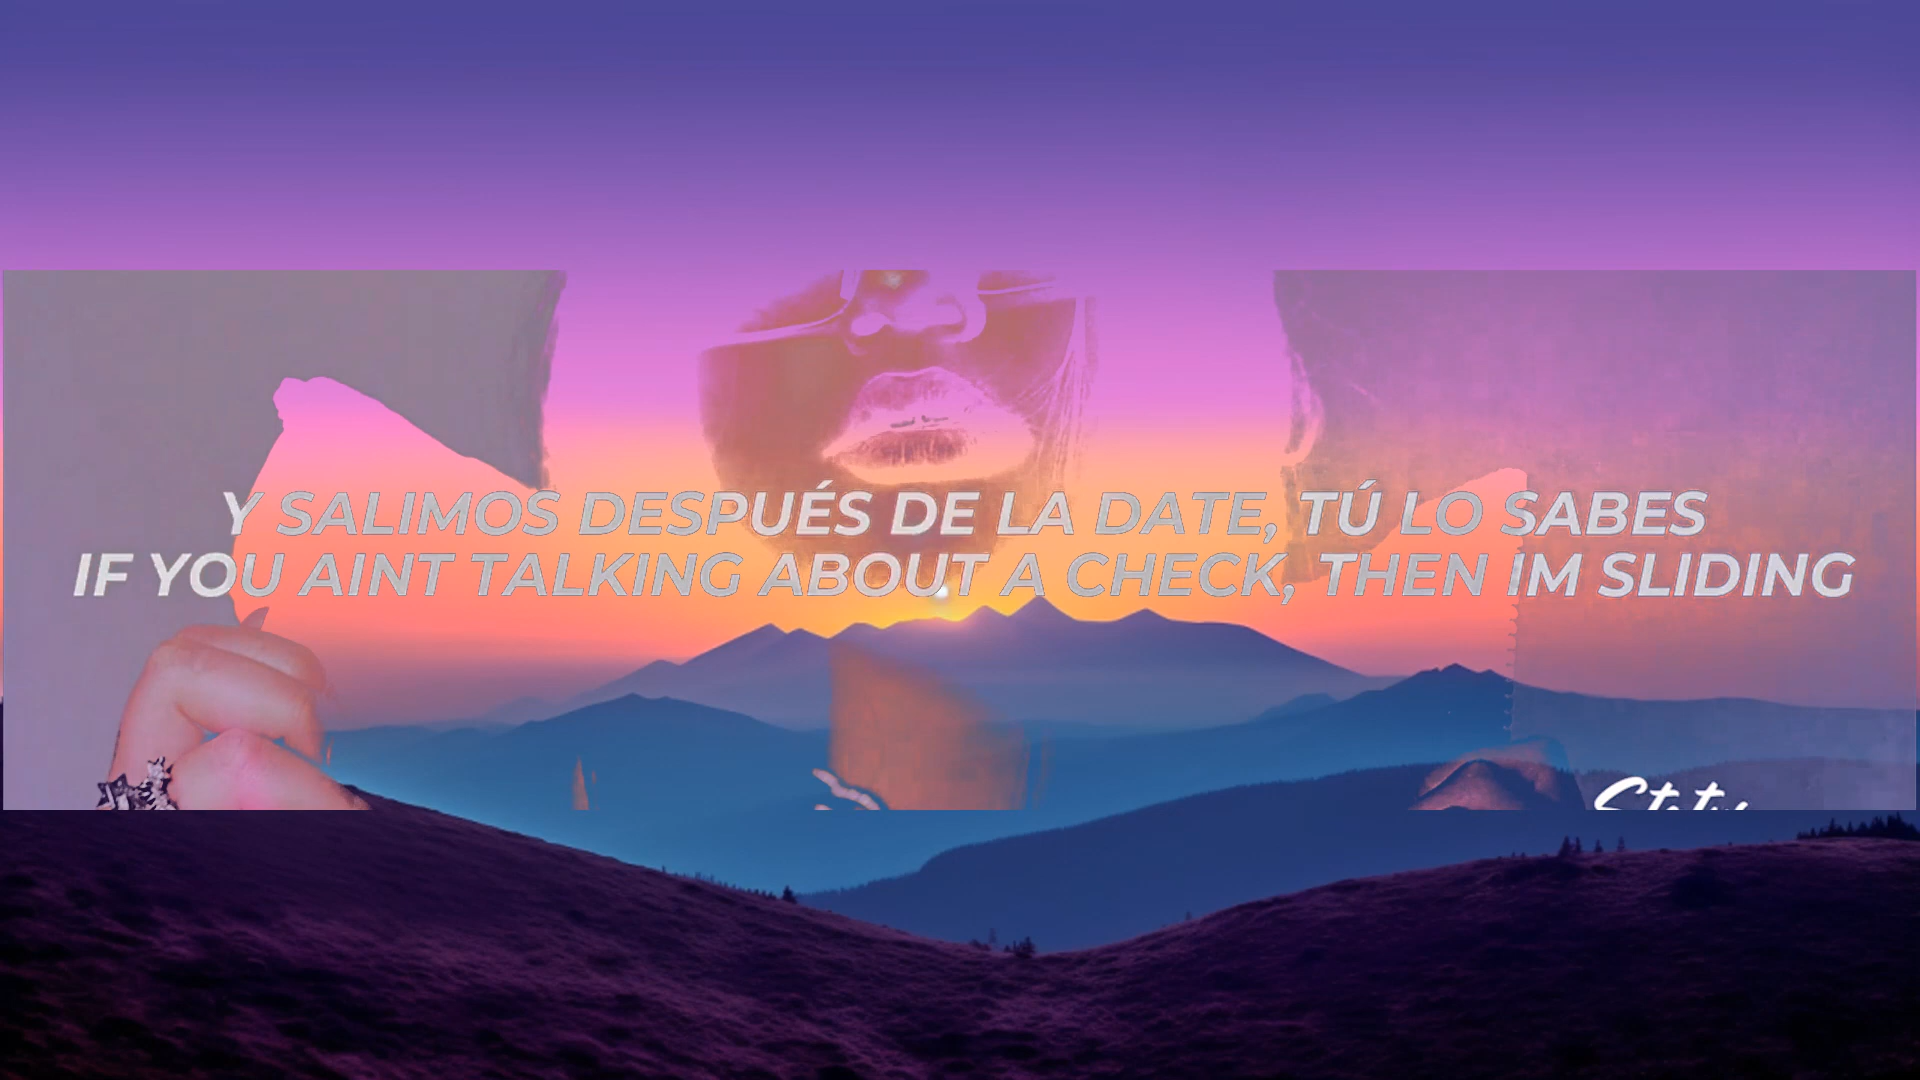 Y SALIMOS DESPUÉS DE LA DATE, TÚ LO SABES
IF YOU AINT TALKING ABOUT A CHECK, THEN IM SLIDING